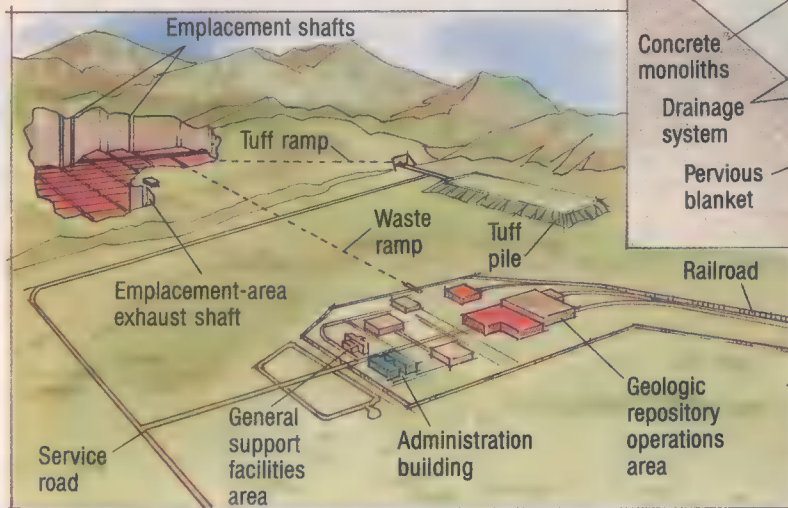 Emplacement shafts
Concrete
monoliths
Drainage
system
Pervious
blanket
Tuff ramp
Waste
ramp
Tuff
pile
Railroad
Emplacement-area
exhaust shaft
Service
road
General
support
facilities
area
Administration
building
Geologic
repository
operations
area